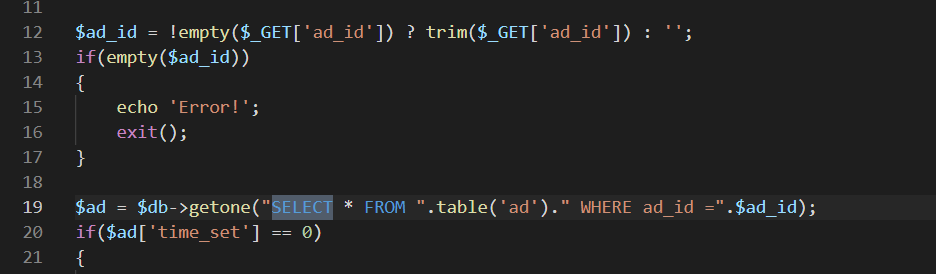 11
12 $ad_id = !empty($_GET['ad_id']) ? trim($_GET['ad_id']) : '';
13 if(empty($ad_id))
14 {
15 echo 'Error!';
16 exit();
17 }
18
19 $ad = $db->getone("SELECT * FROM ".table('ad')." WHERE ad_id =".$ad_id);
20 if($ad['time_set'] == 0)
21 {